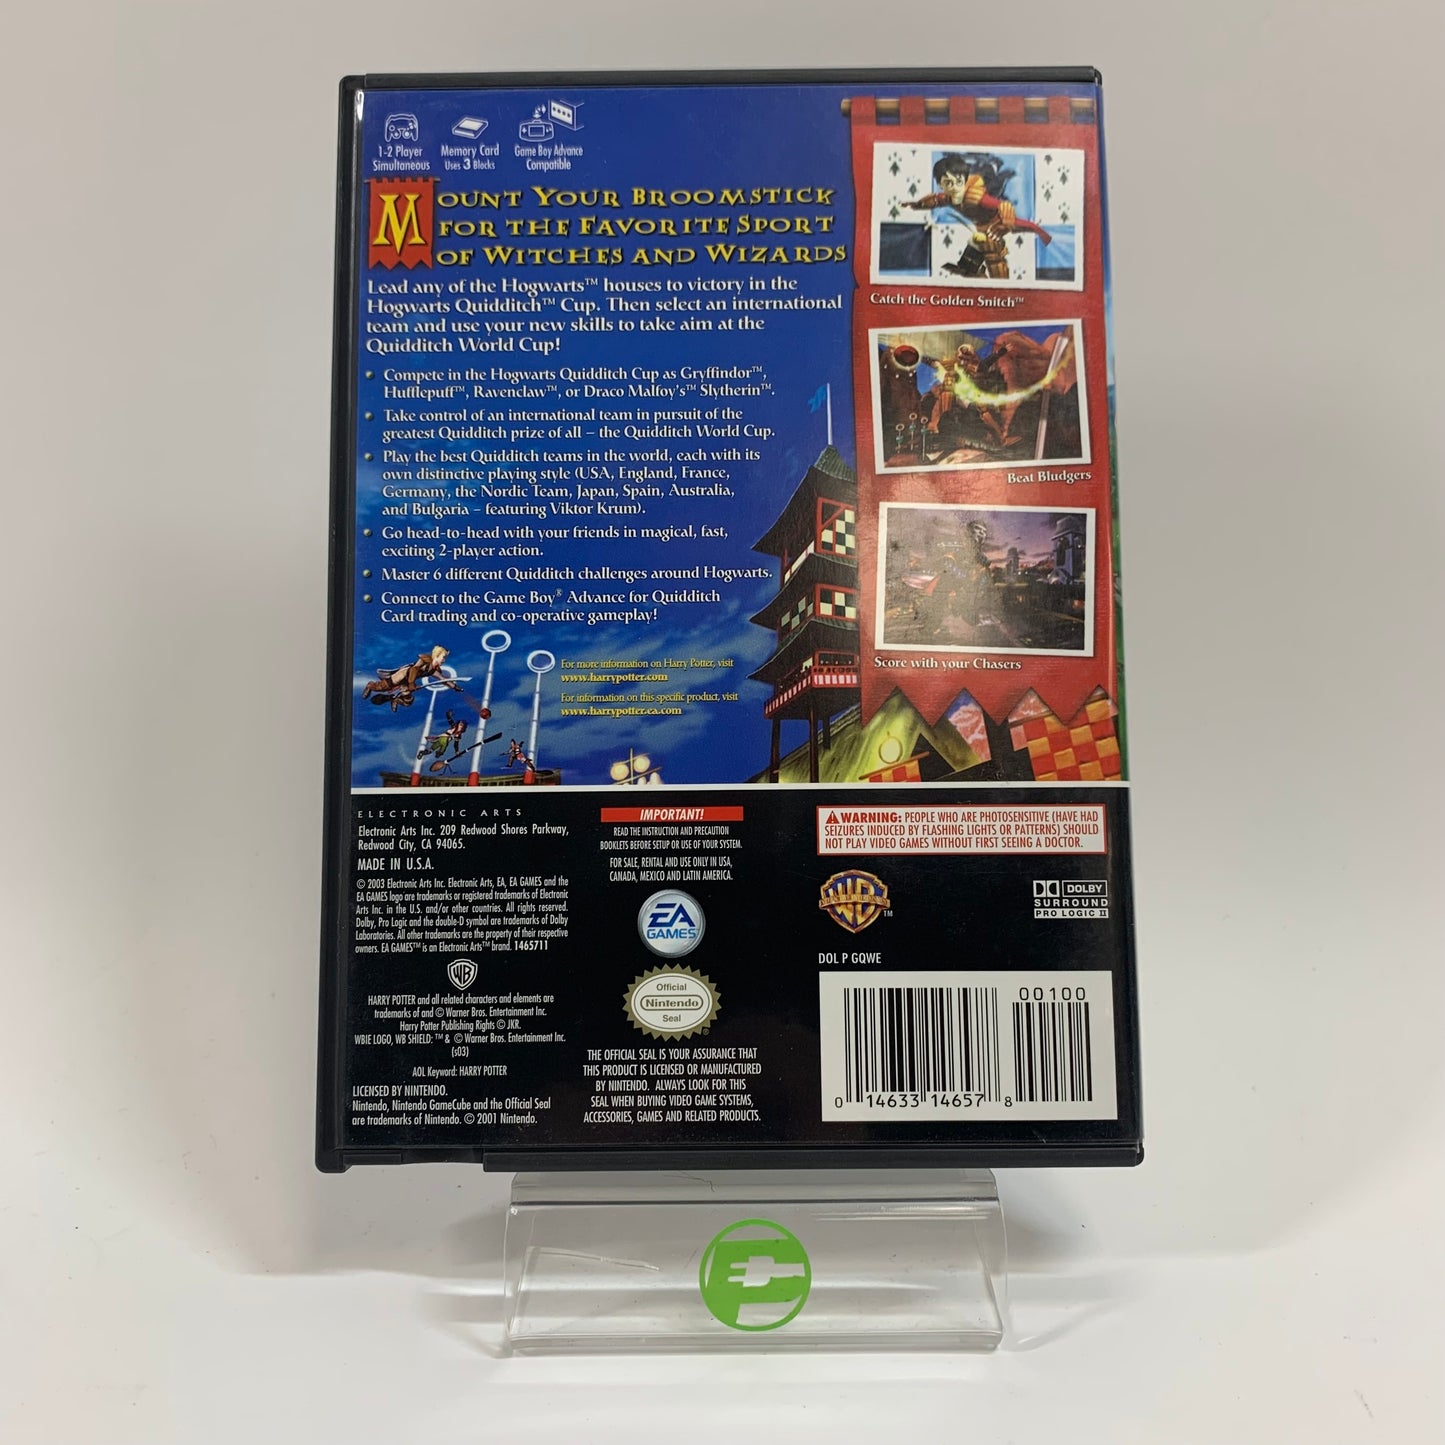 1-2 Player
Simultaneous
Memory Card
Uses 3 Blocks
Game Boy Advance
Compatible
MOUNT YOUR BROOMSTICK
FOR THE FAVORITE SPORT
OF WITCHES AND WIZARDS
Lead any of the Hogwarts™ houses to victory in the
Hogwarts Quidditch™ Cup. Then select an international
team and use your new skills to take aim at the
Quidditch World Cup!
• Compete in the Hogwarts Quidditch Cup as Gryffindor™,
Hufflepuff™, Ravenclaw™, or Draco Malfoy's™ Slytherin™.
• Take control of an international team in pursuit of the
greatest Quidditch prize of all – the Quidditch World Cup.
• Play the best Quidditch teams in the world, each with its
own distinctive playing style (USA, England, France,
Germany, the Nordic Team, Japan, Spain, Australia,
and Bulgaria – featuring Viktor Krum).
• Go head-to-head with your friends in magical, fast,
exciting 2-player action.
• Master 6 different Quidditch challenges around Hogwarts.
• Connect to the Game Boy® Advance for Quidditch
Card trading and co-operative gameplay!
For more information on Harry Potter, visit
www.harrypotter.com
For information on this specific product, visit
www.harrypotter.ea.com
Catch the Golden Snitch™
Beat Bludgers
Score with your Chasers
ELECTRONIC ARTS
Electronic Arts Inc. 209 Redwood Shores Parkway,
Redwood City, CA 94065.
MADE IN U.S.A.
© 2003 Electronic Arts Inc. Electronic Arts, EA, EA GAMES and the
EA GAMES logo are trademarks or registered trademarks of Electronic
Arts Inc. in the U.S. and/or other countries. All rights reserved.
Dolby, Pro Logic and the double-D symbol are trademarks of Dolby
Laboratories. All other trademarks are the property of their respective
owners. EA GAMES™ is an Electronic Arts™ brand. 1465711
WB
HARRY POTTER and all related characters and elements are
trademarks of and © Warner Bros. Entertainment Inc.
Harry Potter Publishing Rights © JKR.
WBIE LOGO, WB SHIELD: ™ & © Warner Bros. Entertainment Inc.
(s03)
AOL Keyword: HARRY POTTER
LICENSED BY NINTENDO.
Nintendo, Nintendo GameCube and the Official Seal
are trademarks of Nintendo. © 2001 Nintendo.
IMPORTANT!
READ THE INSTRUCTION AND PRECAUTION
BOOKLETS BEFORE SETUP OR USE OF YOUR SYSTEM.
FOR SALE, RENTAL AND USE ONLY IN USA,
CANADA, MEXICO AND LATIN AMERICA.
EA
GAMES™
Official
Nintendo
Seal
®
THE OFFICIAL SEAL IS YOUR ASSURANCE THAT
THIS PRODUCT IS LICENSED OR MANUFACTURED
BY NINTENDO. ALWAYS LOOK FOR THIS
SEAL WHEN BUYING VIDEO GAME SYSTEMS,
ACCESSORIES, GAMES AND RELATED PRODUCTS.
WARNING: PEOPLE WHO ARE PHOTOSENSITIVE (HAVE HAD
SEIZURES INDUCED BY FLASHING LIGHTS OR PATTERNS) SHOULD
NOT PLAY VIDEO GAMES WITHOUT FIRST SEEING A DOCTOR.
WB
™
DOLBY
SURROUND
PRO LOGIC II
DOL P GQWE
00100
0 14633 14657 8